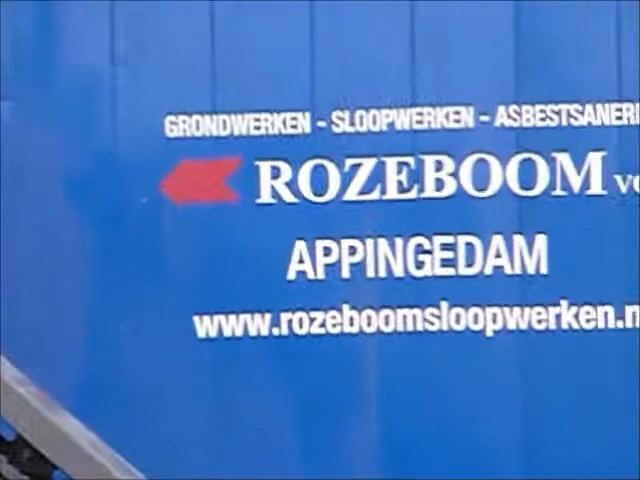 GRONDWERKEN - SLOOPWERKEN - ASBESTSANERI
ROZEBOOM
APPINGEDAM
www.rozeboomsloopwerken.n